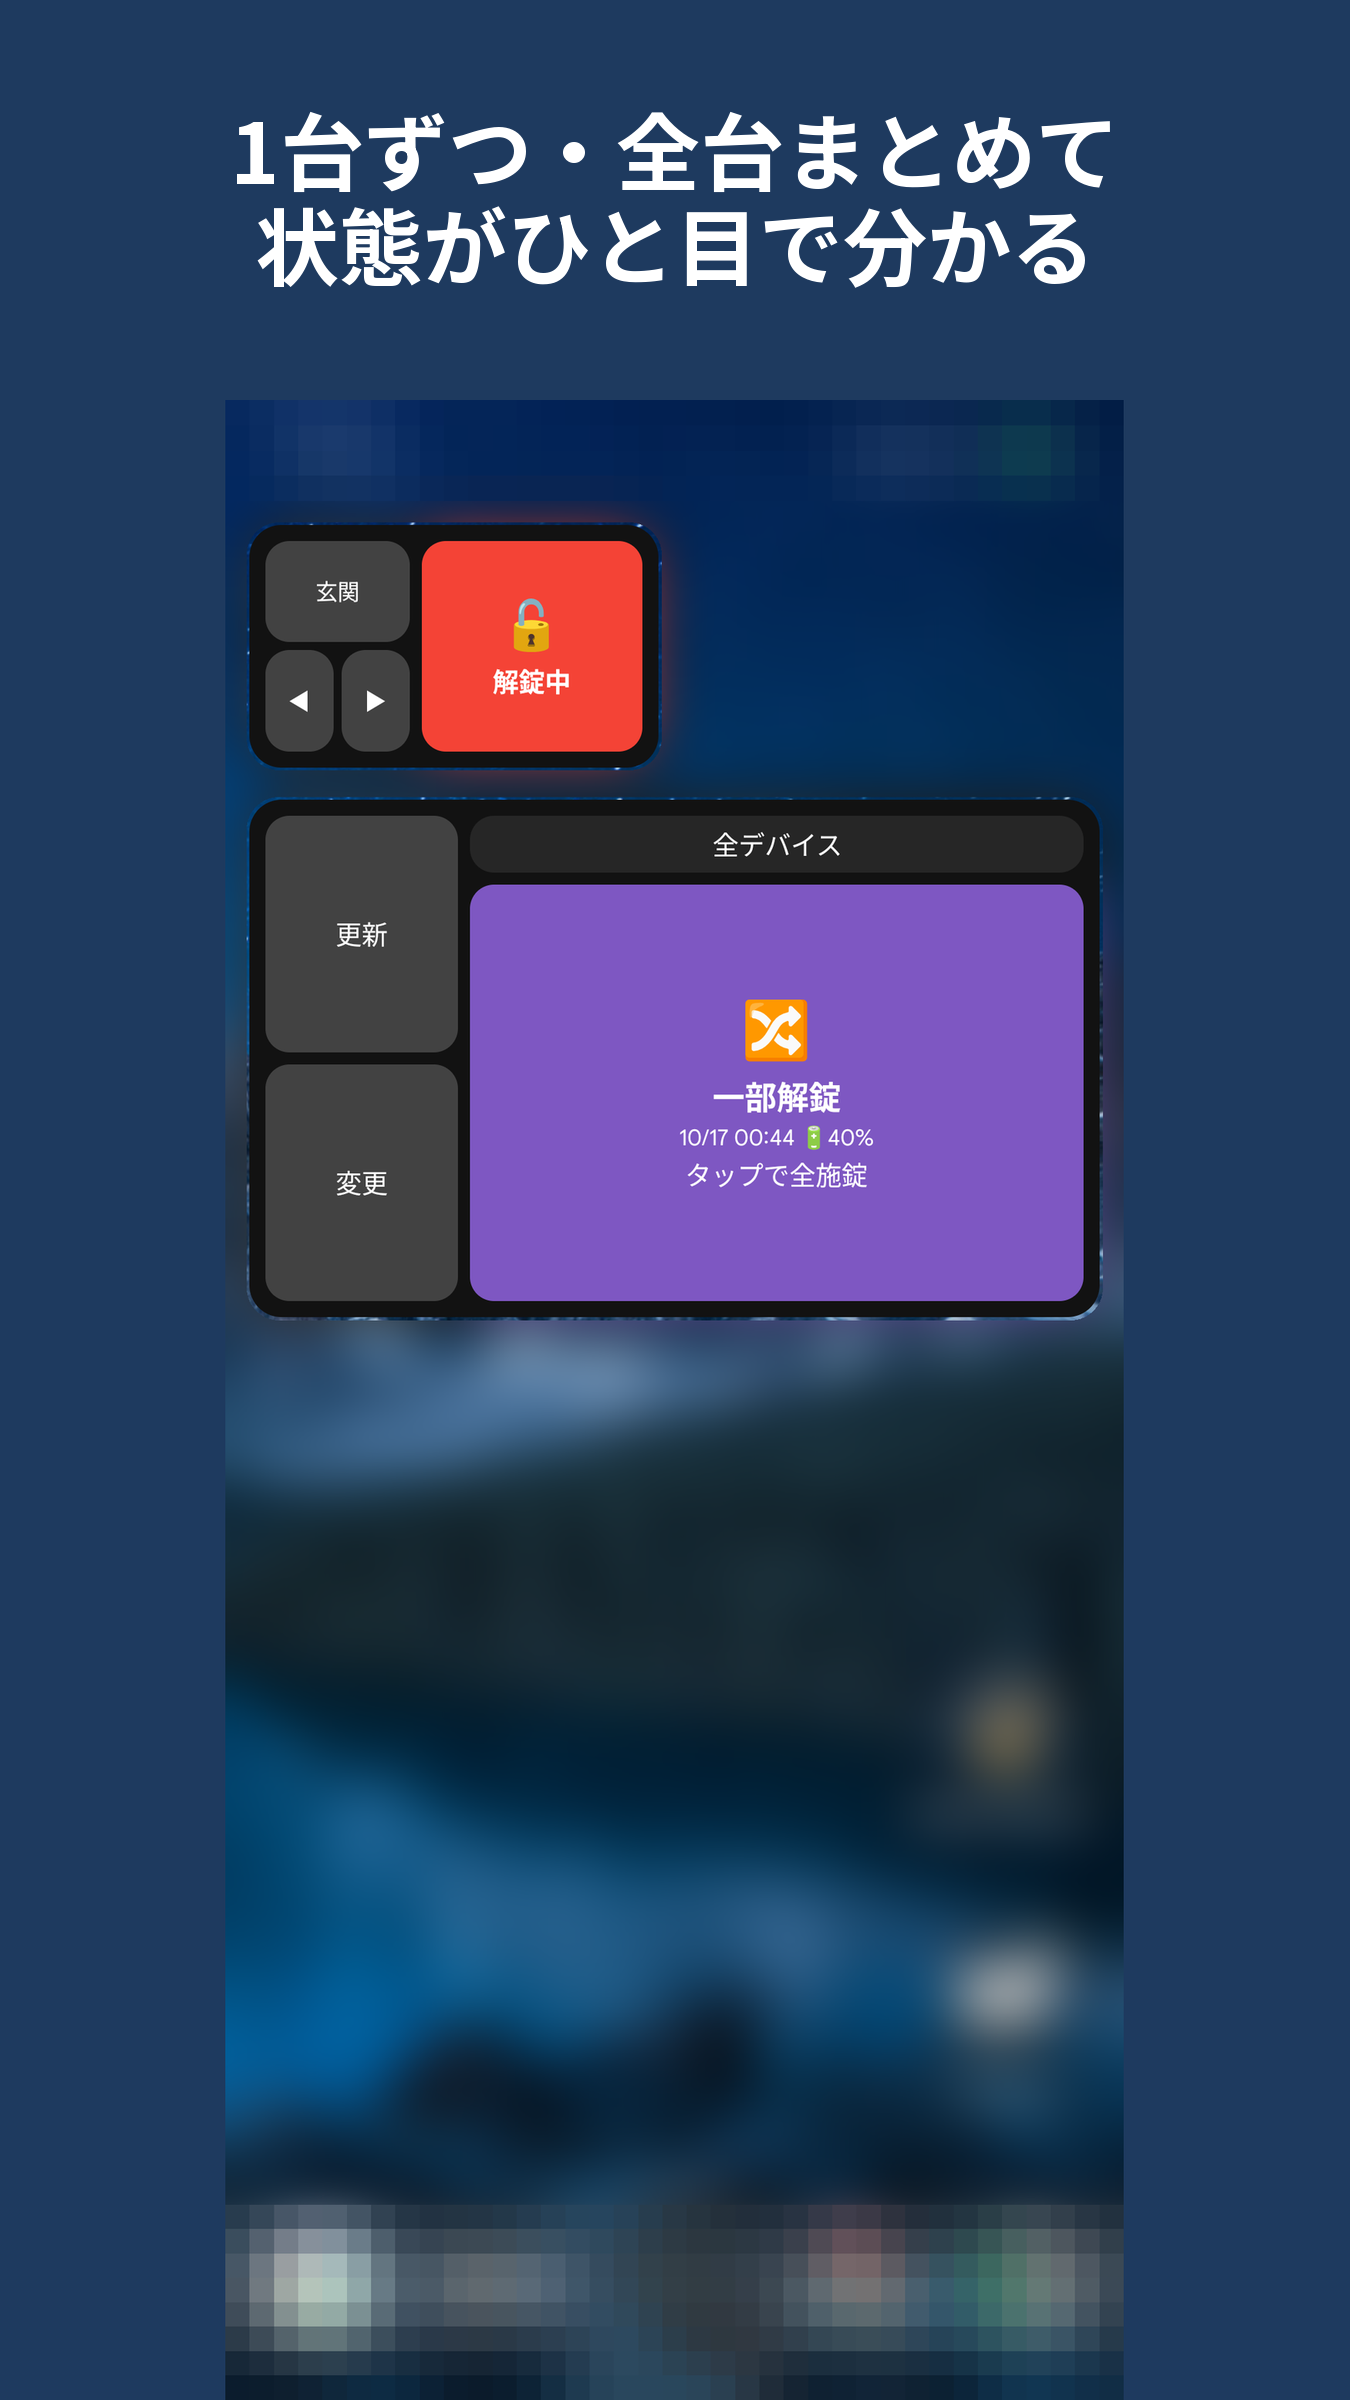 1台ずつ・全台まとめて
状態がひと目で分かる
玄関
解錠中
全デバイス
更新
一部解錠
10/17 00:44 🔋40%
タップで全施錠
変更